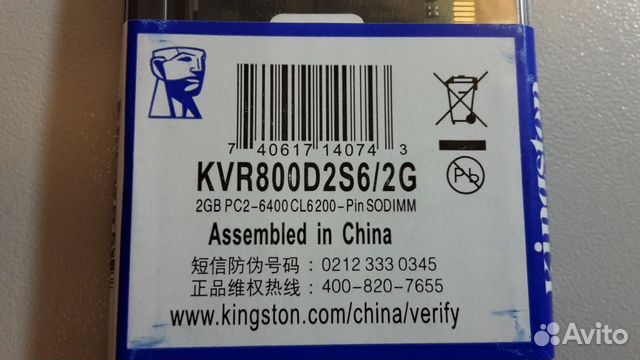 7 40617 14074 3
KVR800D2S6/2G
2GB PC2-6400 CL6 200-Pin SODIMM
Assembled in China
短信防伪号码：0212 333 0345
正品维权热线：400-820-7655
www.kingston.com/china/verify
Pb
Kingston
Avito